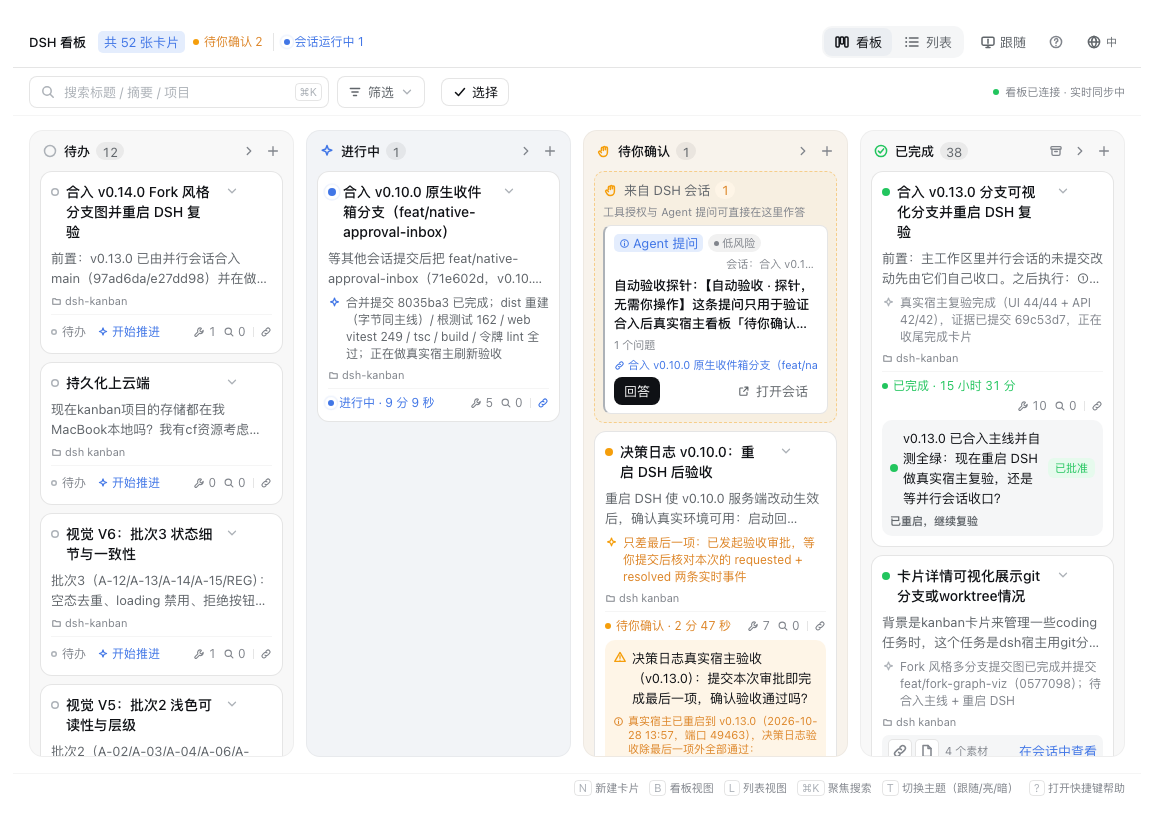 DSH 看板
共 52 张卡片
待你确认 2
会话运行中 1
看板
列表
跟随
中
搜索标题 / 摘要 / 项目
⌘K
筛选
选择
看板已连接 · 实时同步中
待办 12
合入 v0.14.0 Fork 风格
分支图并重启 DSH 复
验
前置：v0.13.0 已由并行会话合入
main（97ad6da/e27dd98）并在做...
dsh-kanban
待办 开始推进 1 0
持久化上云端
现在kanban项目的存储都在我
MacBook本地吗？我有cf资源考虑...
dsh kanban
待办 开始推进 0 0
视觉 V6：批次3 状态细
节与一致性
批次3（A-12/A-13/A-14/A-15/REG）：
空态去重、loading 禁用、拒绝按钮...
dsh-kanban
待办 开始推进 1 0
视觉 V5：批次2 浅色可
读性与层级
批次2（A-02/A-03/A-04/A-06/A-
进行中 1
合入 v0.10.0 原生收件
箱分支（feat/native-
approval-inbox）
等其他会话提交后把 feat/native-
approval-inbox（71e602d，v0.10....
合并提交 8035ba3 已完成；dist 重建
（字节同主线）/ 根测试 162 / web
vitest 249 / tsc / build / 令牌 lint 全
过；正在做真实宿主刷新验收
dsh-kanban
进行中 · 9 分 9 秒 5 0
待你确认 1
来自 DSH 会话 1
工具授权与 Agent 提问可直接在这里作答
Agent 提问 低风险
会话：合入 v0.1...
自动验收探针：【自动验收 · 探针，
无需你操作】这条提问只用于验证
合入后真实宿主看板「待你确认...
1 个问题
合入 v0.10.0 原生收件箱分支（feat/na
回答
打开会话
决策日志 v0.10.0：重
启 DSH 后验收
重启 DSH 使 v0.10.0 服务端改动生效
后，确认真实环境可用：启动回...
只差最后一项：已发起验收审批，等
你提交后核对本次的 requested +
resolved 两条实时事件
dsh kanban
待你确认 · 2 分 47 秒 7 0
决策日志真实宿主验收
（v0.13.0）：提交本次审批即完
成最后一项，确认验收通过吗？
真实宿主已重启到 v0.13.0（2026-10-
28 13:57，端口 49463），决策日志验
收除最后一项外全部通过：
已完成 38
合入 v0.13.0 分支可视
化分支并重启 DSH 复
验
前置：主工作区里并行会话的未提交改
动先由它们自己收口。之后执行：①...
真实宿主复验完成（UI 44/44 + API
42/42），证据已提交 69c53d7，正在
收尾完成卡片
dsh-kanban
已完成 · 15 小时 31 分
10 0
v0.13.0 已合入主线并自
测全绿：现在重启 DSH
做真实宿主复验，还是
等并行会话收口？
已批准
已重启，继续复验
卡片详情可视化展示git
分支或worktree情况
背景是kanban卡片来管理一些coding
任务时，这个任务是dsh宿主用git分...
Fork 风格多分支提交图已完成并提交
feat/fork-graph-viz（0577098）；待
合入主线 + 重启 DSH
dsh kanban
4 个素材
在会话中查看
N 新建卡片 B 看板视图 L 列表视图 ⌘K 聚焦搜索 T 切换主题（跟随/亮/暗） ? 打开快捷键帮助